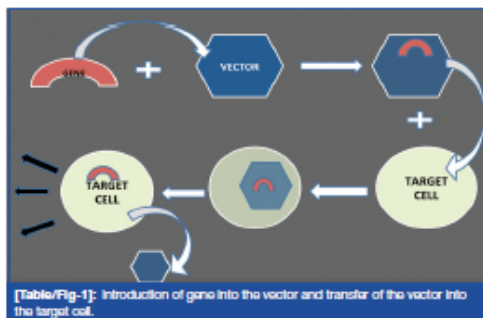 GENE
VECTOR
TARGET
CELL
TARGET
CELL
[Table/Fig-1]: Introduction of gene into the vector and transfer of the vector into
the target cell.